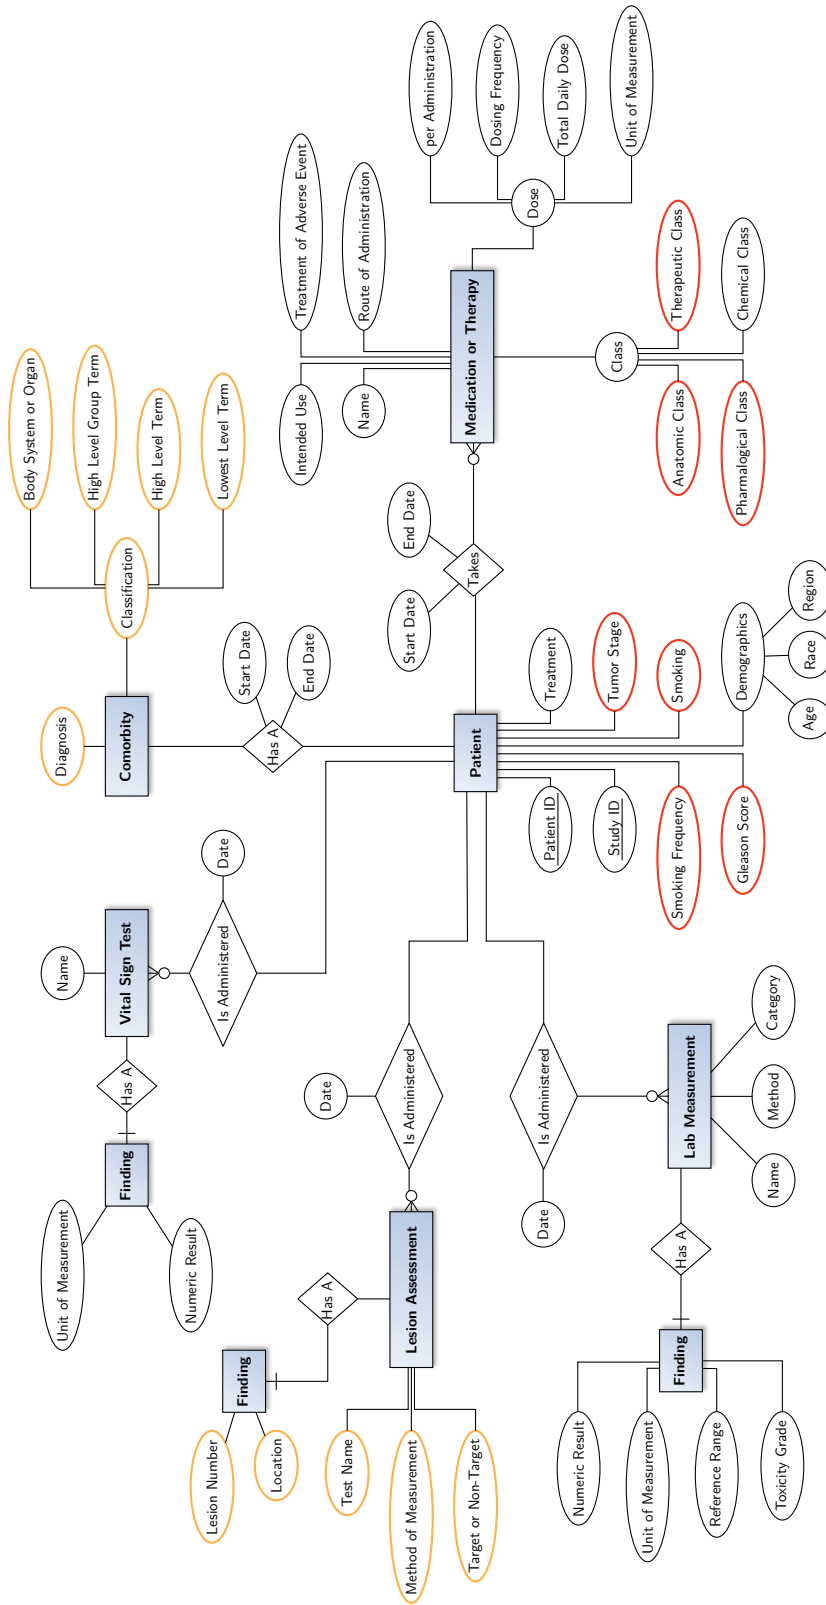 Body System or Organ
High Level Group Term
High Level Term
Lowest Level Term
Classification
Diagnosis
Comorbity
Start Date
End Date
Has A
Treatment of Adverse Event
Route of Administration
Intended Use
Name
Medication or Therapy
per Administration
Dosing Frequency
Total Daily Dose
Unit of Measurement
Dose
Class
Therapeutic Class
Chemical Class
Anatomic Class
Pharmalogical Class
Takes
Start Date
End Date
Patient
Treatment
Tumor Stage
Smoking
Demographics
Age
Race
Region
Patient ID
Study ID
Smoking Frequency
Gleason Score
Name
Vital Sign Test
Is Administered
Date
Has A
Finding
Unit of Measurement
Numeric Result
Date
Is Administered
Lesion Assessment
Has A
Finding
Lesion Number
Location
Test Name
Method of Measurement
Target or Non-Target
Is Administered
Date
Lab Measurement
Category
Method
Name
Has A
Finding
Numeric Result
Unit of Measurement
Reference Range
Toxicity Grade